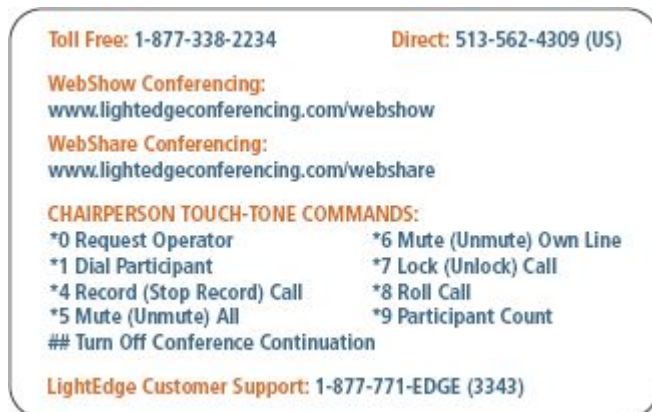 Toll Free: 1-877-338-2234 Direct: 513-562-4309 (US)
WebShow Conferencing:
www.lightedgeconferencing.com/webshow
WebShare Conferencing:
www.lightedgeconferencing.com/webshare
CHAIRPERSON TOUCH-TONE COMMANDS:
*0 Request Operator *6 Mute (Unmute) Own Line
*1 Dial Participant *7 Lock (Unlock) Call
*4 Record (Stop Record) Call *8 Roll Call
*5 Mute (Unmute) All *9 Participant Count
## Turn Off Conference Continuation
LightEdge Customer Support: 1-877-771-EDGE (3343)